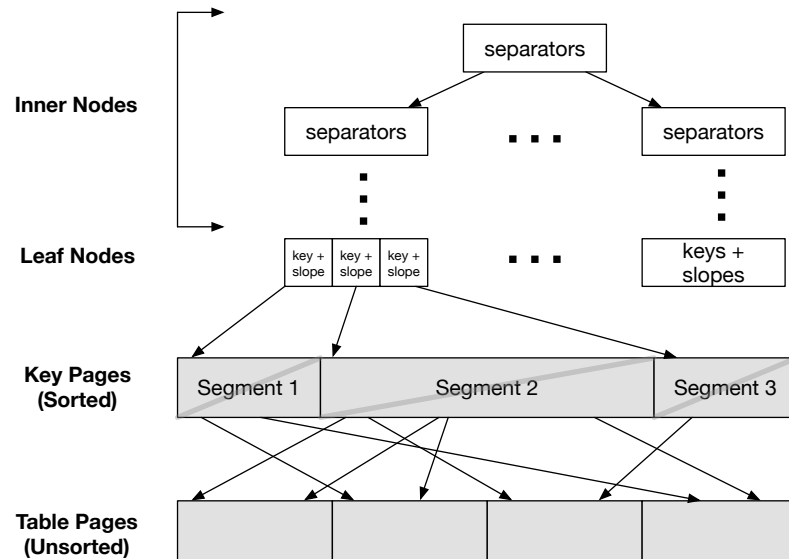 separators
Inner Nodes
separators
separators
Leaf Nodes
key +
slope
key +
slope
key +
slope
keys +
slopes
Key Pages
(Sorted)
Segment 1
Segment 2
Segment 3
Table Pages
(Unsorted)